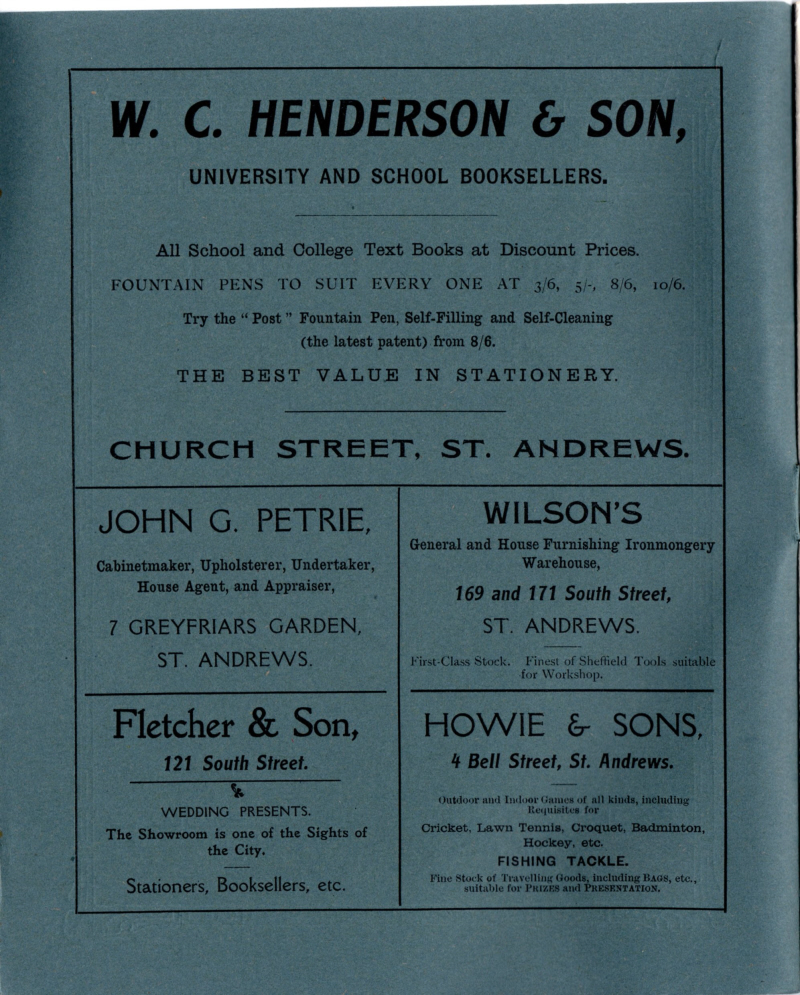 W. C. HENDERSON & SON,
UNIVERSITY AND SCHOOL BOOKSELLERS.
All School and College Text Books at Discount Prices.
FOUNTAIN PENS TO SUIT EVERY ONE AT 3/6, 5/-, 8/6, 10/6.
Try the "Post" Fountain Pen, Self-Filling and Self-Cleaning
(the latest patent) from 8/6.
THE BEST VALUE IN STATIONERY.
CHURCH STREET, ST. ANDREWS.
JOHN G. PETRIE,
Cabinetmaker, Upholsterer, Undertaker,
House Agent, and Appraiser,
7 GREYFRIARS GARDEN,
ST. ANDREWS.
WILSON'S
General and House Furnishing Ironmongery
Warehouse,
169 and 171 South Street,
ST. ANDREWS.
First-Class Stock. Finest of Sheffield Tools suitable
for Workshop.
Fletcher & Son,
121 South Street.
WEDDING PRESENTS.
The Showroom is one of the Sights of
the City.
Stationers, Booksellers, etc.
HOWIE & SONS,
4 Bell Street, St. Andrews.
Outdoor and Indoor Games of all kinds, including
Requisites for
Cricket, Lawn Tennis, Croquet, Badminton,
Hockey, etc.
FISHING TACKLE.
Fine Stock of Travelling Goods, including BAGS, etc.,
suitable for PRIZES and PRESENTATION.